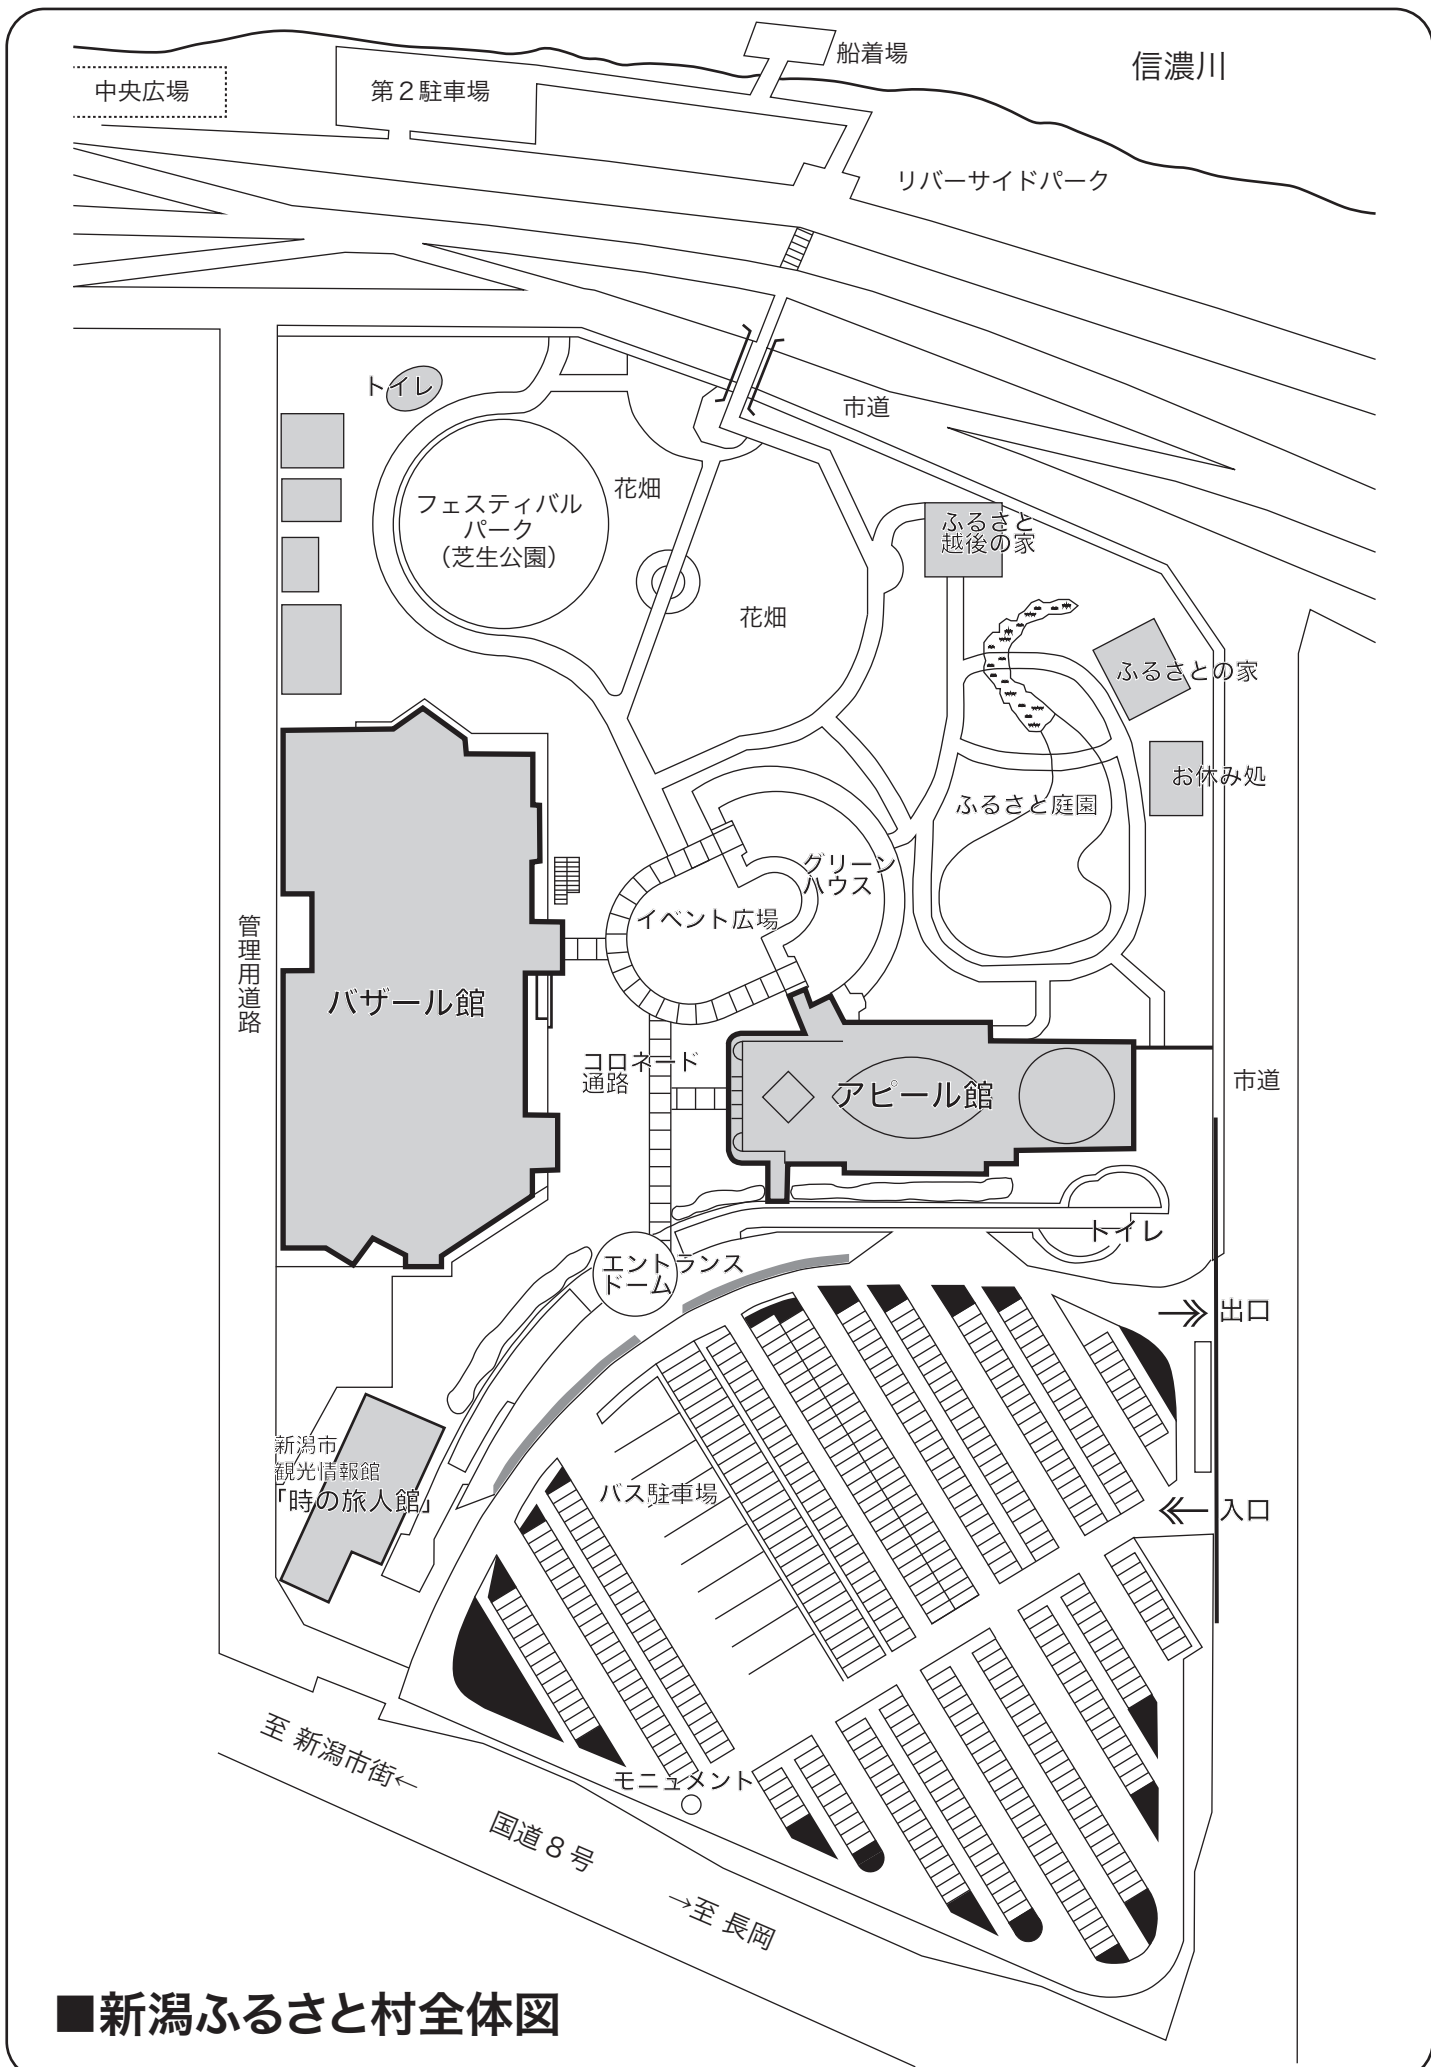 船着場
信濃川
中央広場
第2駐車場
リバーサイドパーク
トイレ
市道
花畑
フェスティバル
パーク
（芝生公園）
ふるさと
越後の家
花畑
ふるさとの家
お休み処
ふるさと庭園
グリーン
ハウス
イベント広場
管理用道路
バザール館
コロネード
通路
アピール館
市道
トイレ
エントランス
ドーム
出口
新潟市
観光情報館
「時の旅人館」
バス駐車場
入口
至 新潟市街←
モニュメント
国道8号
→至 長岡
■新潟ふるさと村全体図